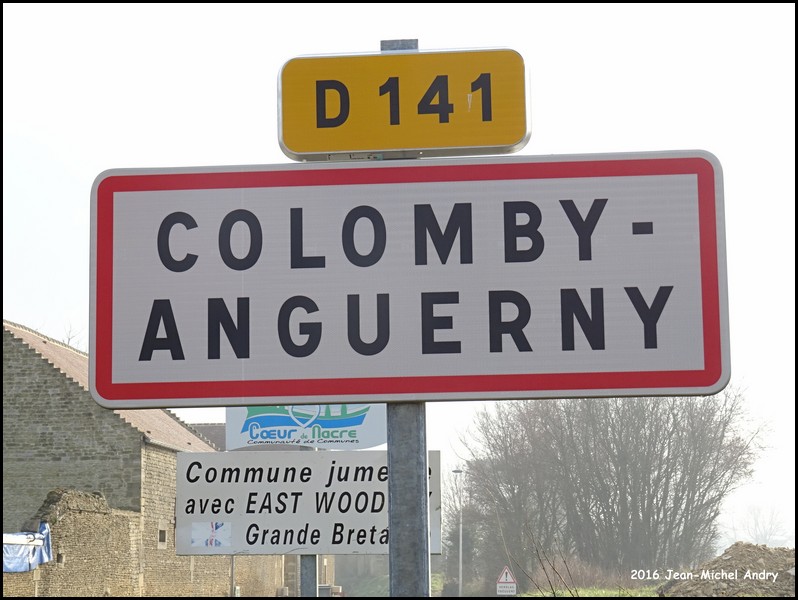 D 141
COLOMBY-
ANGUERNY
Cœur de Nacre
Communauté de Communes
Commune jume
avec EAST WOOD Y
Grande Breta
2016 Jean-Michel Andry